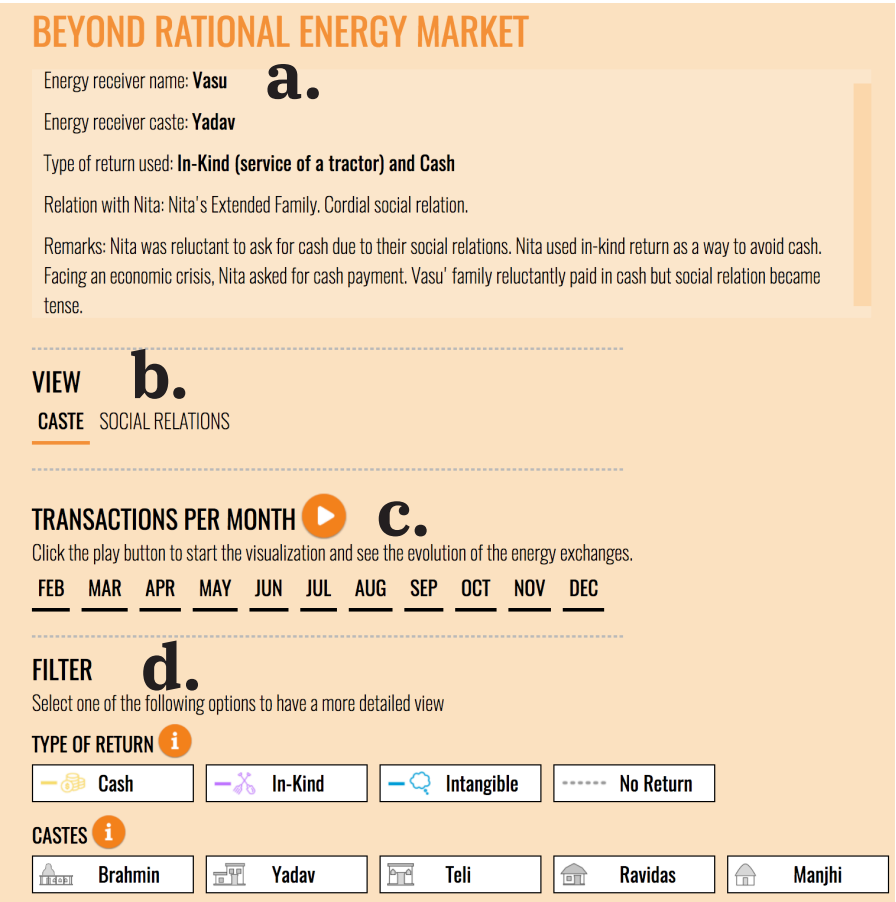 BEYOND RATIONAL ENERGY MARKET
a.
Energy receiver name: Vasu
Energy receiver caste: Yadav
Type of return used: In-Kind (service of a tractor) and Cash
Relation with Nita: Nita's Extended Family. Cordial social relation.
Remarks: Nita was reluctant to ask for cash due to their social relations. Nita used in-kind return as a way to avoid cash.
Facing an economic crisis, Nita asked for cash payment. Vasu' family reluctantly paid in cash but social relation became
tense.
b.
VIEW
CASTE SOCIAL RELATIONS
TRANSACTIONS PER MONTH c.
Click the play button to start the visualization and see the evolution of the energy exchanges.
FEB MAR APR MAY JUN JUL AUG SEP OCT NOV DEC
FILTER d.
Select one of the following options to have a more detailed view
TYPE OF RETURN i
Cash In-Kind Intangible No Return
CASTES i
Brahmin Yadav Teli Ravidas Manjhi